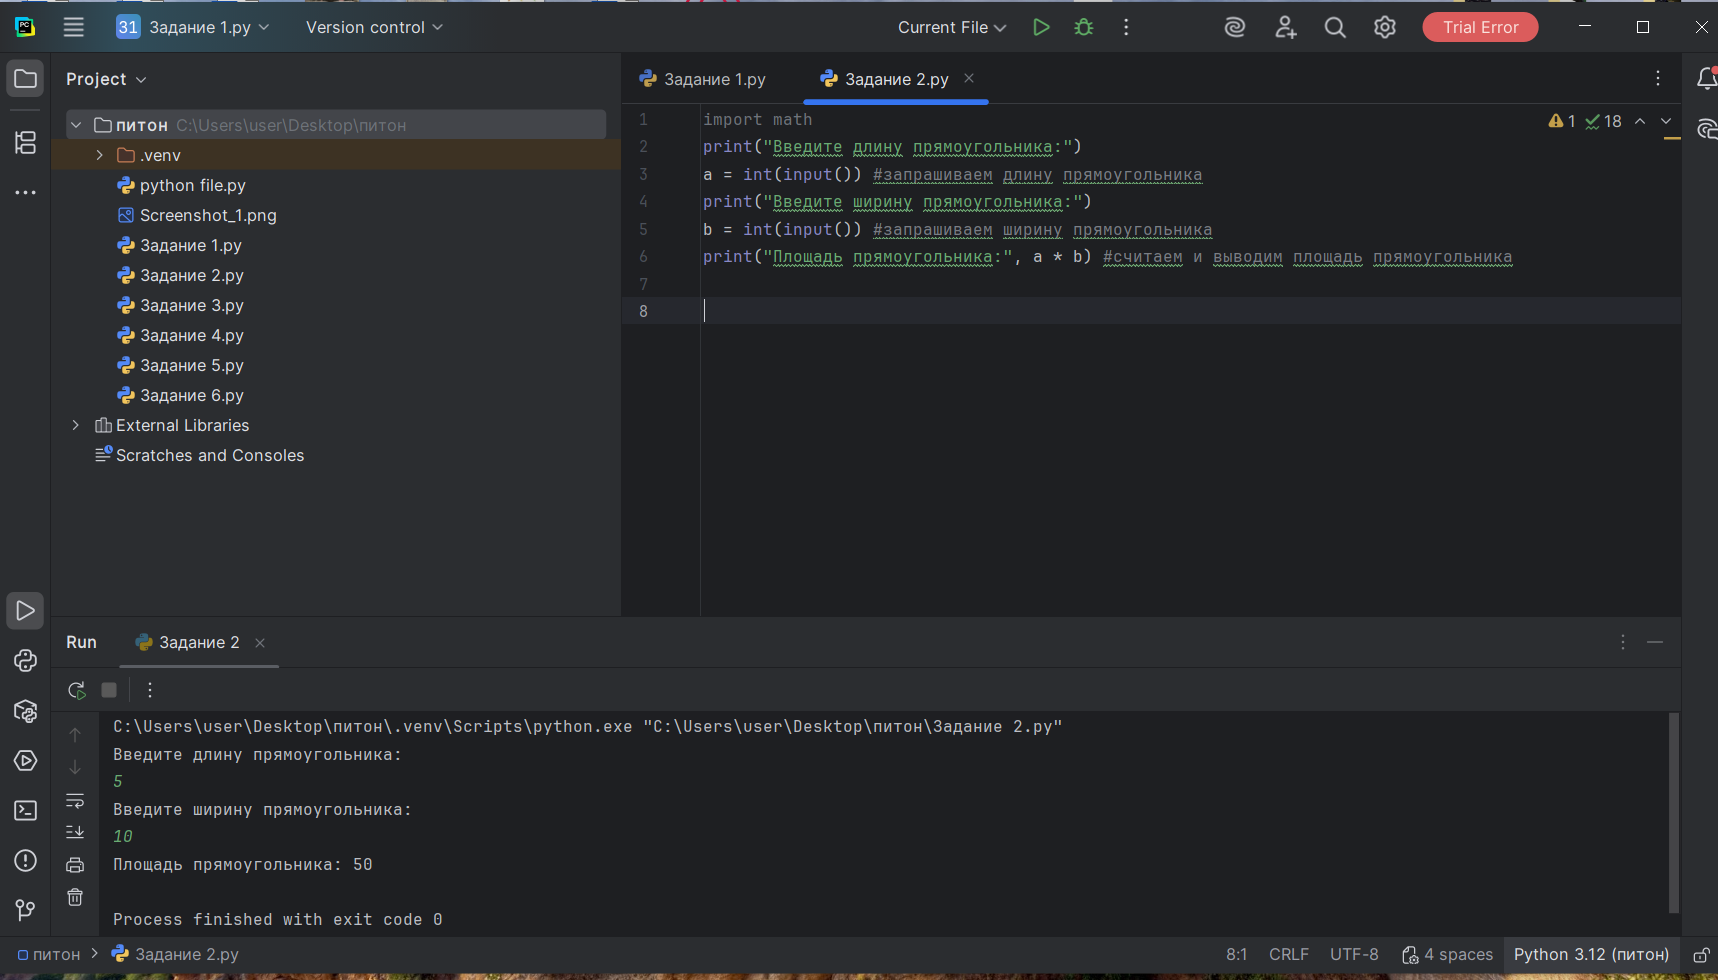 PC 31 Задание 1.py Version control Current File Trial Error
Project
питон C:\Users\user\Desktop\питон
.venv
python file.py
Screenshot_1.png
Задание 1.py
Задание 2.py
Задание 3.py
Задание 4.py
Задание 5.py
Задание 6.py
External Libraries
Scratches and Consoles
Задание 1.py Задание 2.py
1 18
1 import math
2 print("Введите длину прямоугольника:")
3 a = int(input()) #запрашиваем длину прямоугольника
4 print("Введите ширину прямоугольника:")
5 b = int(input()) #запрашиваем ширину прямоугольника
6 print("Площадь прямоугольника:", a * b) #считаем и выводим площадь прямоугольника
7
8
Run Задание 2
C:\Users\user\Desktop\питон\.venv\Scripts\python.exe "C:\Users\user\Desktop\питон\Задание 2.py"
Введите длину прямоугольника:
5
Введите ширину прямоугольника:
10
Площадь прямоугольника: 50
Process finished with exit code 0
питон Задание 2.py 8:1 CRLF UTF-8 4 spaces Python 3.12 (питон)